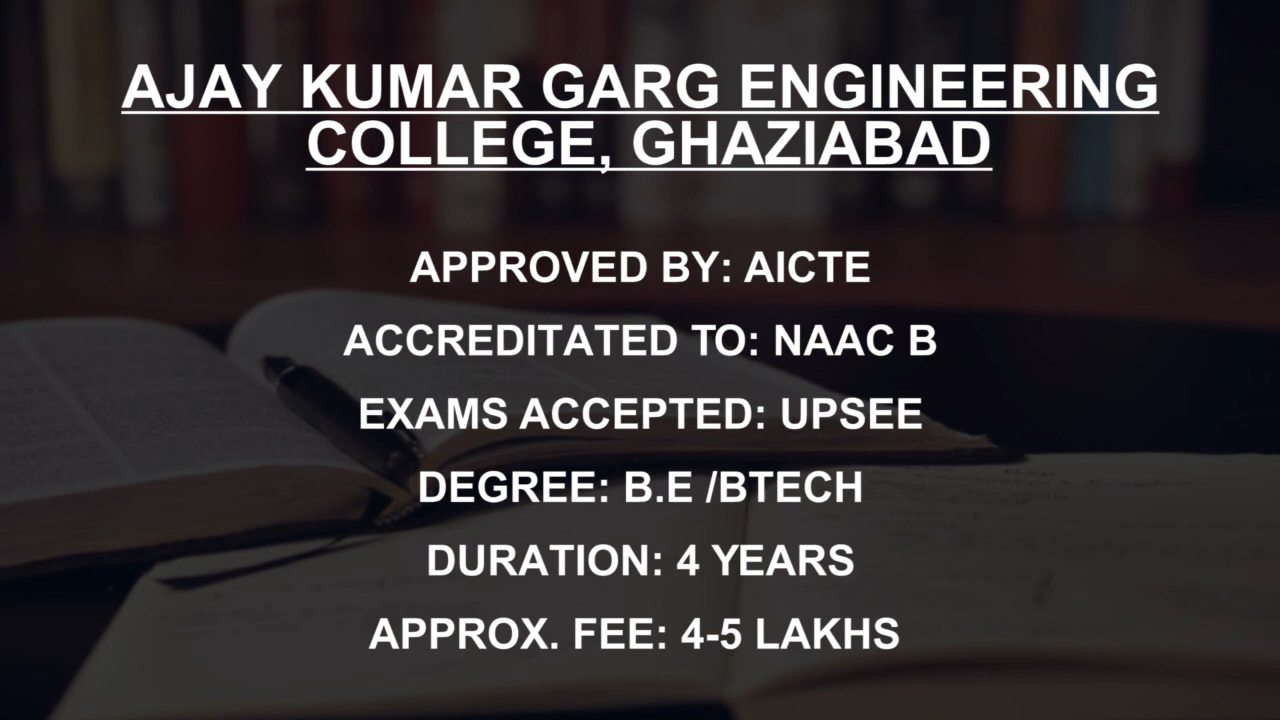 AJAY KUMAR GARG ENGINEERING
COLLEGE, GHAZIABAD
APPROVED BY: AICTE
ACCREDITATED TO: NAAC B
EXAMS ACCEPTED: UPSEE
DEGREE: B.E /BTECH
DURATION: 4 YEARS
APPROX. FEE: 4-5 LAKHS